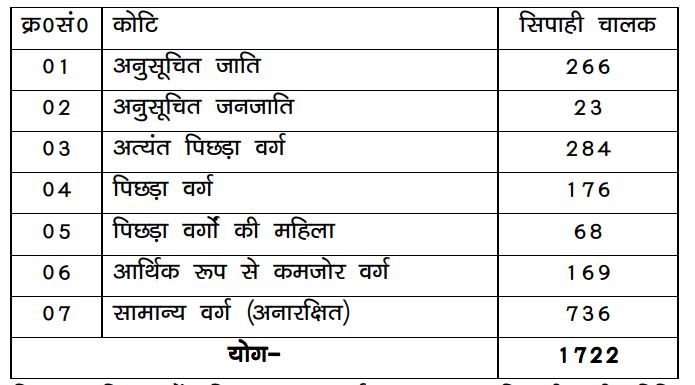 क्र0सं0 कोटि सिपाही चालक
01 अनुसूचित जाति 266
02 अनुसूचित जनजाति 23
03 अत्यंत पिछड़ा वर्ग 284
04 पिछड़ा वर्ग 176
05 पिछड़ा वर्गों की महिला 68
06 आर्थिक रूप से कमजोर वर्ग 169
07 सामान्य वर्ग (अनारक्षित) 736
योग- 1722